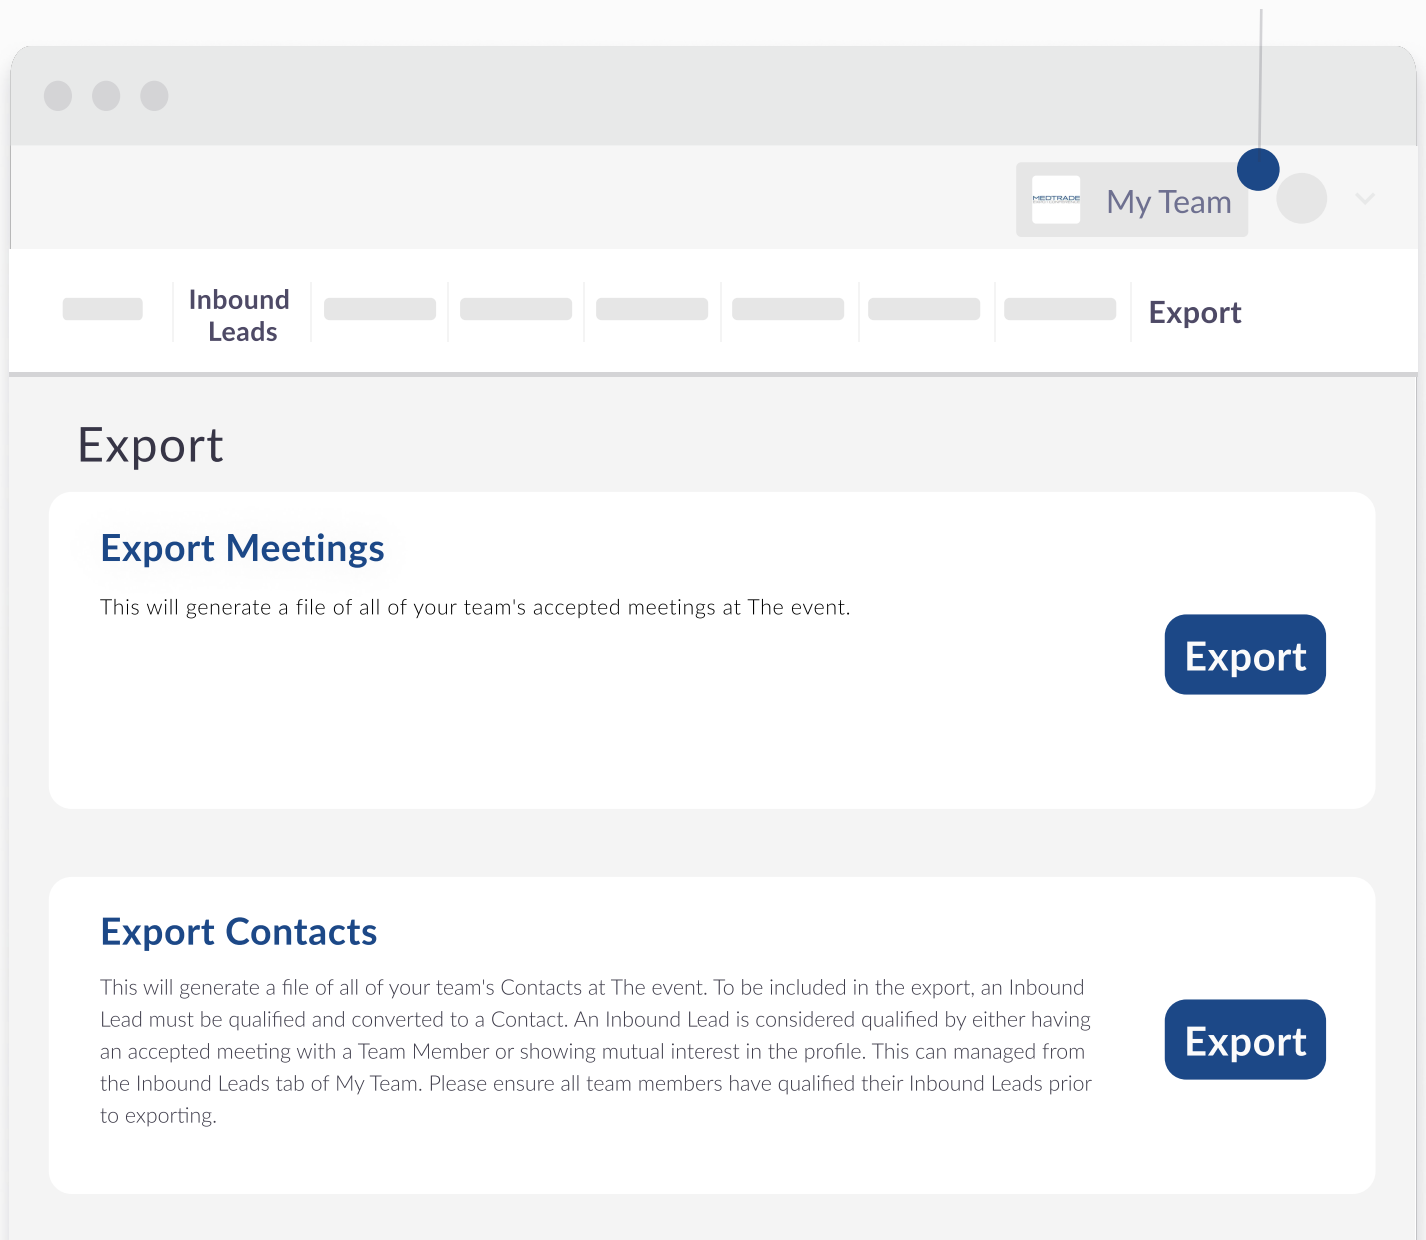 MEDTRADE
My Team
Inbound
Leads
Export
Export
Export Meetings
This will generate a file of all of your team's accepted meetings at The event.
Export
Export Contacts
This will generate a file of all of your team's Contacts at The event. To be included in the export, an Inbound
Lead must be qualified and converted to a Contact. An Inbound Lead is considered qualified by either having
an accepted meeting with a Team Member or showing mutual interest in the profile. This can managed from
the Inbound Leads tab of My Team. Please ensure all team members have qualified their Inbound Leads prior
to exporting.
Export